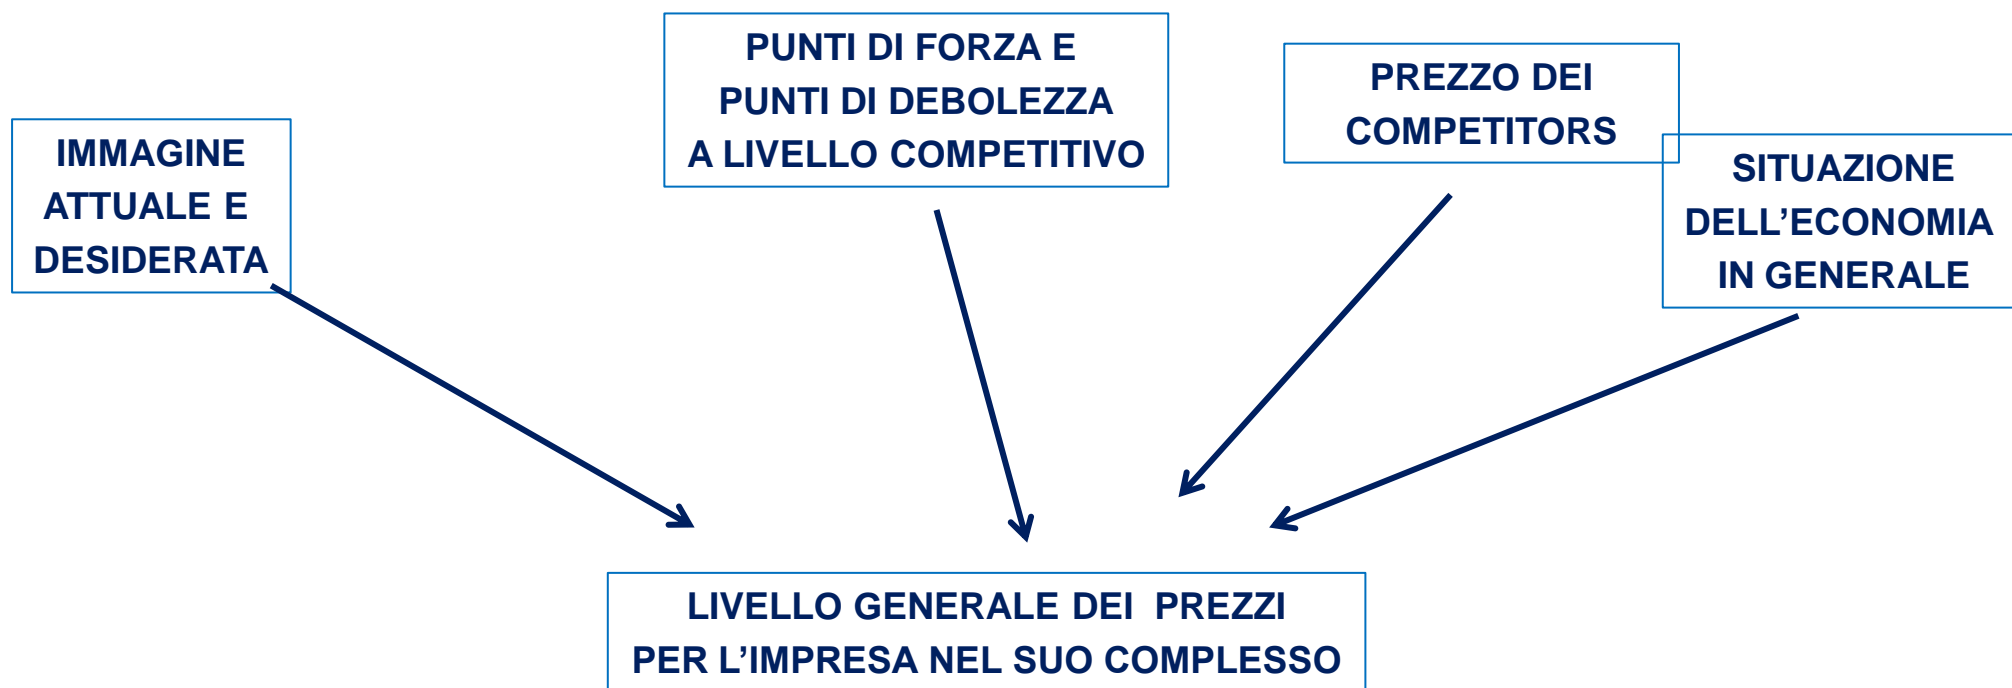 PUNTI DI FORZA E
PUNTI DI DEBOLEZZA
A LIVELLO COMPETITIVO
PREZZO DEI
COMPETITORS
IMMAGINE
ATTUALE E
DESIDERATA
SITUAZIONE
DELL’ECONOMIA
IN GENERALE
LIVELLO GENERALE DEI PREZZI
PER L’IMPRESA NEL SUO COMPLESSO